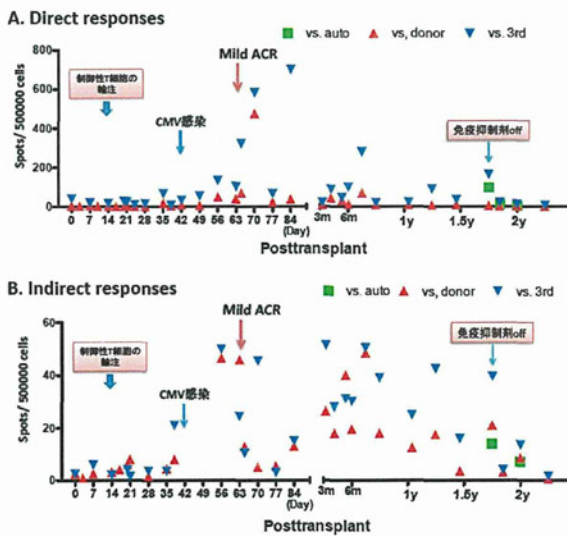 A. Direct responses
vs. auto vs, donor vs. 3rd
Mild ACR
制御性T細胞の
輸注
CMV感染
免疫抑制剤off
Spots/ 500000 cells
800
600
400
200
0
0 7 14 21 28 35 42 49 56 63 70 77 84 3m 6m 1y 1.5y 2y
(Day)
Posttransplant
B. Indirect responses
vs. auto vs, donor vs. 3rd
Mild ACR
制御性T細胞の
輸注
CMV感染
免疫抑制剤off
Spots/ 500000 cells
60
40
20
0
0 7 14 21 28 35 42 49 56 63 70 77 84 3m 6m 1y 1.5y 2y
(Day)
Posttransplant